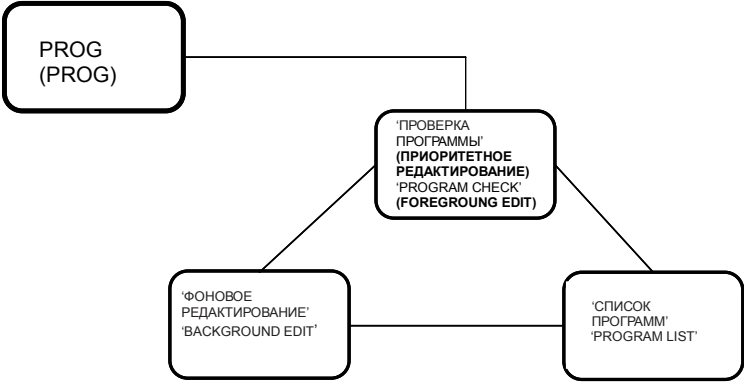 PROG
(PROG)
‘ПРОВЕРКА
ПРОГРАММЫ’
(ПРИОРИТЕТНОЕ
РЕДАКТИРОВАНИЕ)
‘PROGRAM CHECK’
(FOREGROUNG EDIT)
‘ФОНОВОЕ
РЕДАКТИРОВАНИЕ’
‘BACKGROUND EDIT’
‘СПИСОК
ПРОГРАММ’
‘PROGRAM LIST’